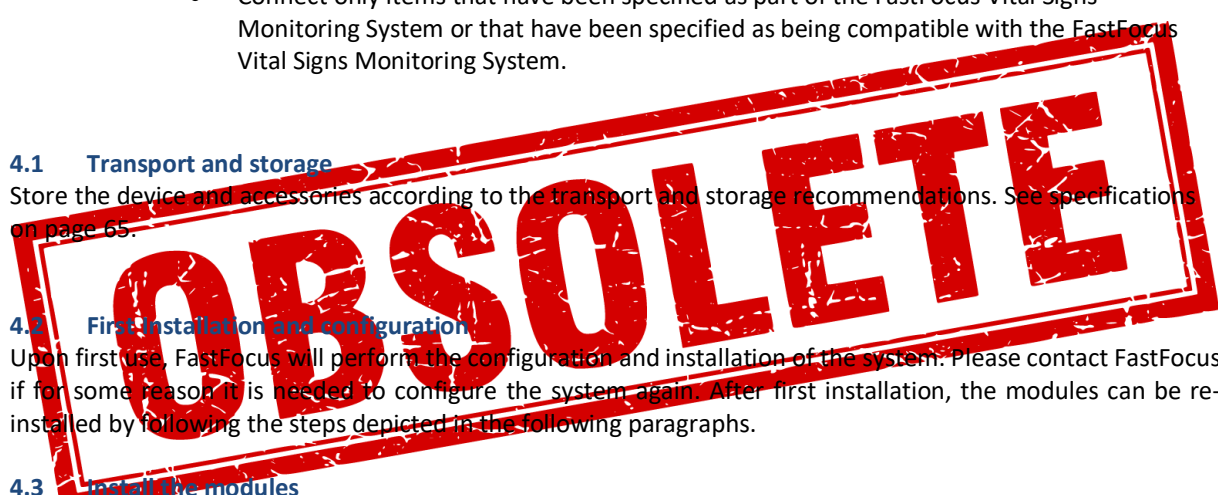 • Connect only items that have been specified as part of the FastFocus Vital Signs
Monitoring System or that have been specified as being compatible with the FastFocus
Vital Signs Monitoring System.
4.1 Transport and storage
Store the device and accessories according to the transport and storage recommendations. See specifications
on page 65.
OBSOLETE
4.2 First Installation and configuration
Upon first use, FastFocus will perform the configuration and installation of the system. Please contact FastFocus
if for some reason it is needed to configure the system again. After first installation, the modules can be re-
installed by following the steps depicted in the following paragraphs.
4.3 Install the modules